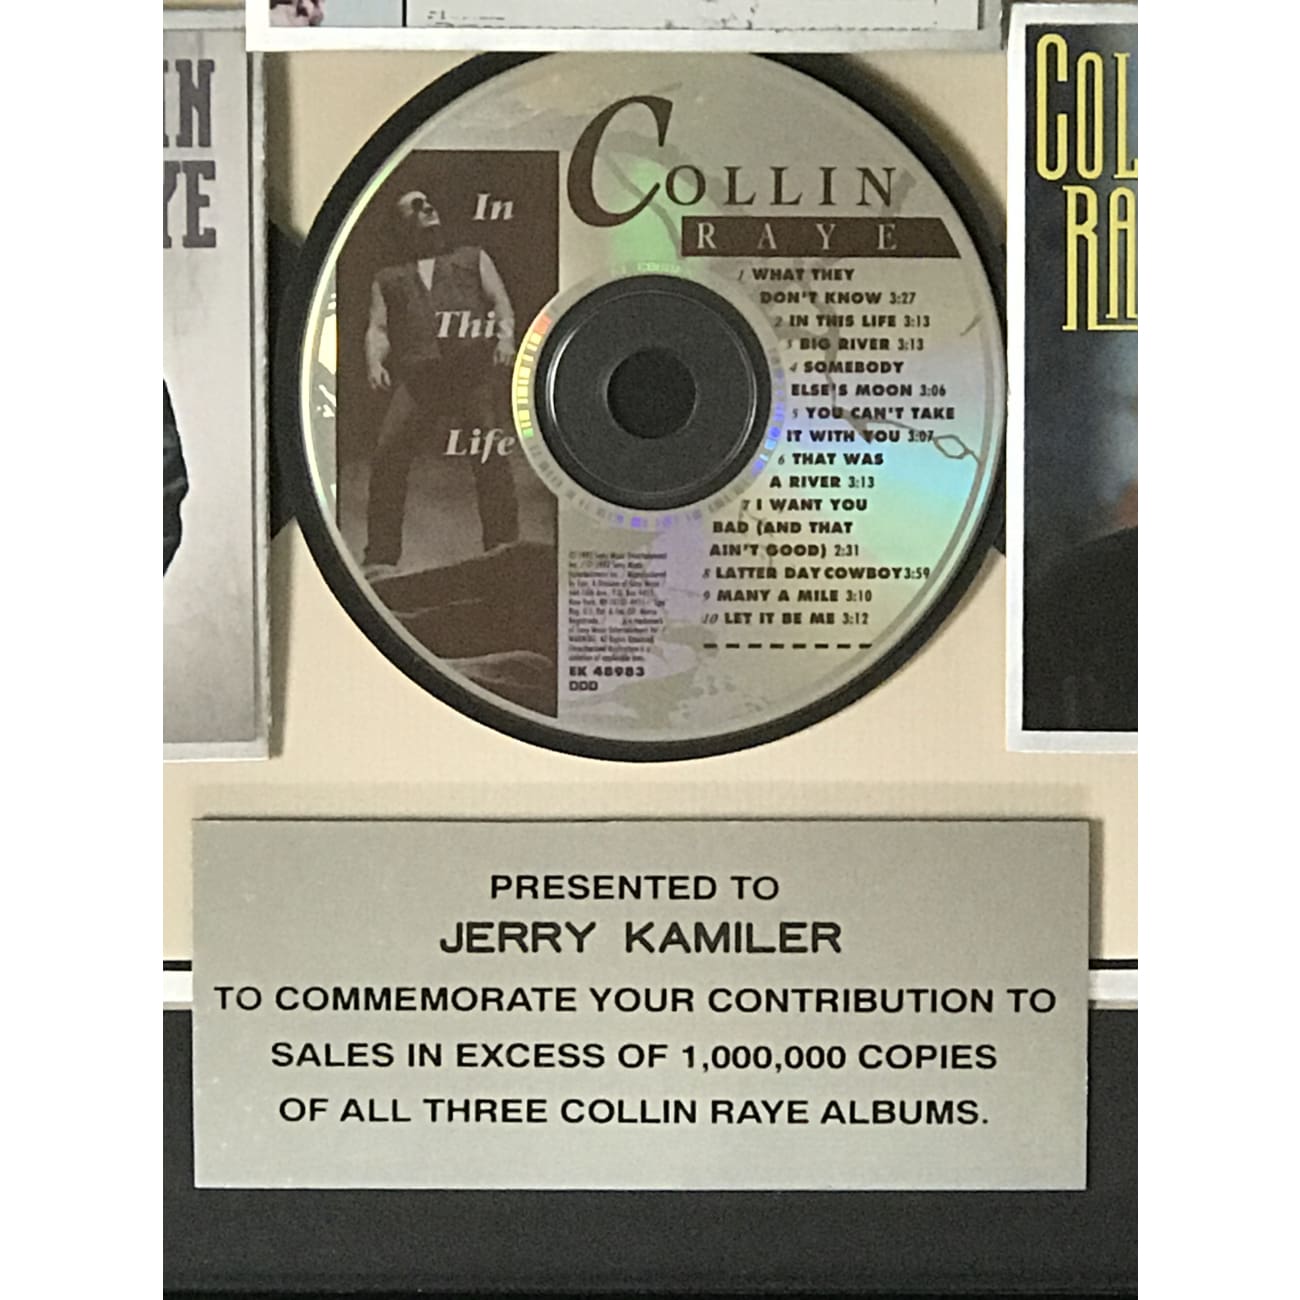 IN
YE
COL
RA
COLLIN
RAYE
In
This
Life
1 WHAT THEY
DON'T KNOW 3:27
2 IN THIS LIFE 3:13
3 BIG RIVER 3:13
4 SOMEBODY
ELSE'S MOON 3:06
5 YOU CAN'T TAKE
IT WITH YOU 3:07
6 THAT WAS
A RIVER 3:13
7 I WANT YOU
BAD (AND THAT
AIN'T GOOD) 2:31
8 LATTER DAY COWBOY 3:59
9 MANY A MILE 3:10
10 LET IT BE ME 3:12
EK 48983
DDD
PRESENTED TO
JERRY KAMILER
TO COMMEMORATE YOUR CONTRIBUTION TO
SALES IN EXCESS OF 1,000,000 COPIES
OF ALL THREE COLLIN RAYE ALBUMS.